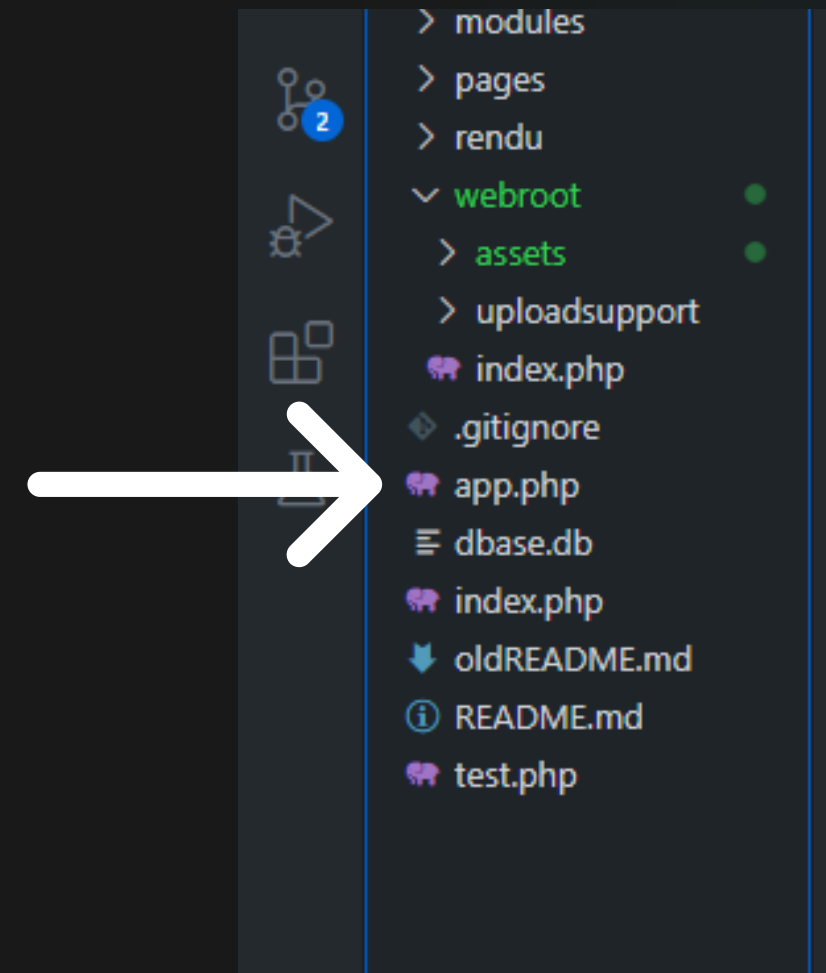 modules
pages
2
rendu
webroot
assets
uploadsupport
index.php
.gitignore
app.php
dbase.db
index.php
oldREADME.md
README.md
test.php